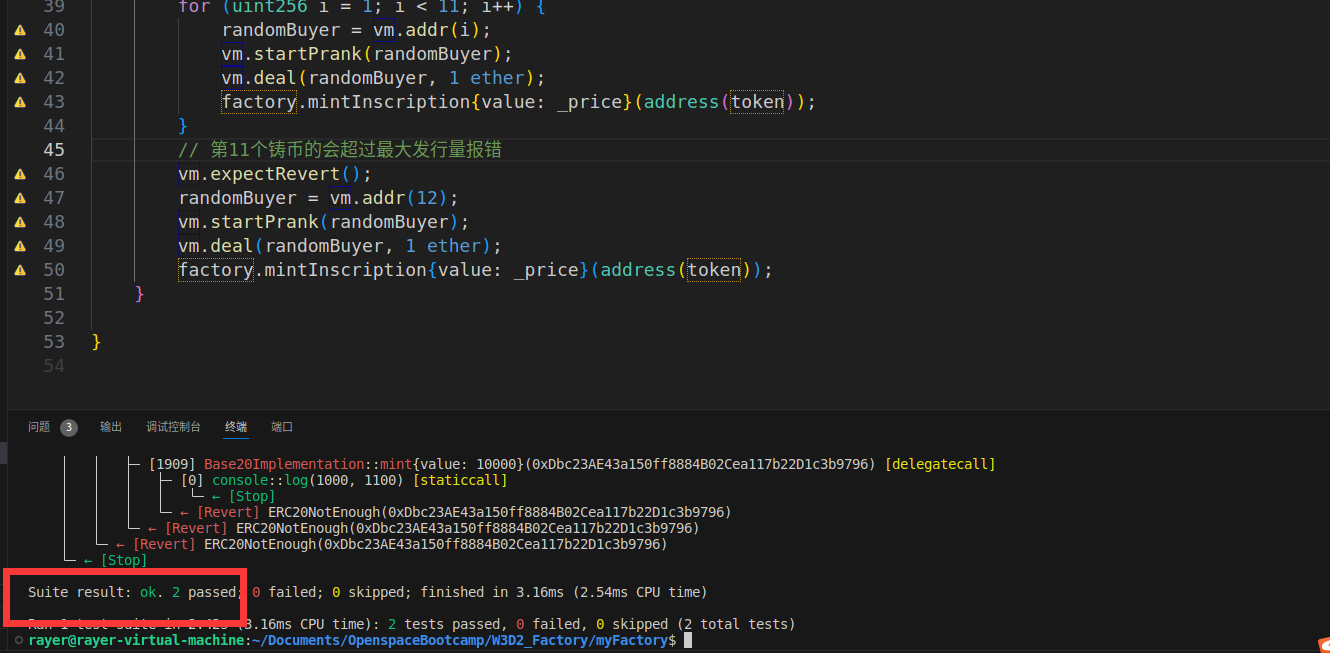 39 for (uint256 i = 1; i < 11; i++) {
40 randomBuyer = vm.addr(i);
41 vm.startPrank(randomBuyer);
42 vm.deal(randomBuyer, 1 ether);
43 factory.mintInscription{value: _price}(address(token));
44 }
45 // 第11个铸币的会超过最大发行量报错
46 vm.expectRevert();
47 randomBuyer = vm.addr(12);
48 vm.startPrank(randomBuyer);
49 vm.deal(randomBuyer, 1 ether);
50 factory.mintInscription{value: _price}(address(token));
51 }
52
53 }
54
问题 3 输出 调试控制台 终端 端口
├─ [1909] Base20Implementation::mint{value: 10000}(0xDbc23AE43a150ff8884B02Cea117b22D1c3b9796) [delegatecall]
├─ [0] console::log(1000, 1100) [staticcall]
└─ ← [Stop]
└─ ← [Revert] ERC20NotEnough(0xDbc23AE43a150ff8884B02Cea117b22D1c3b9796)
└─ ← [Revert] ERC20NotEnough(0xDbc23AE43a150ff8884B02Cea117b22D1c3b9796)
└─ ← [Revert] ERC20NotEnough(0xDbc23AE43a150ff8884B02Cea117b22D1c3b9796)
└─ ← [Stop]
Suite result: ok. 2 passed; 0 failed; 0 skipped; finished in 3.16ms (2.54ms CPU time)
Ran 1 test suite in 2.42s (3.16ms CPU time): 2 tests passed, 0 failed, 0 skipped (2 total tests)
rayer@rayer-virtual-machine:~/Documents/OpenspaceBootcamp/W3D2_Factory/myFactory$